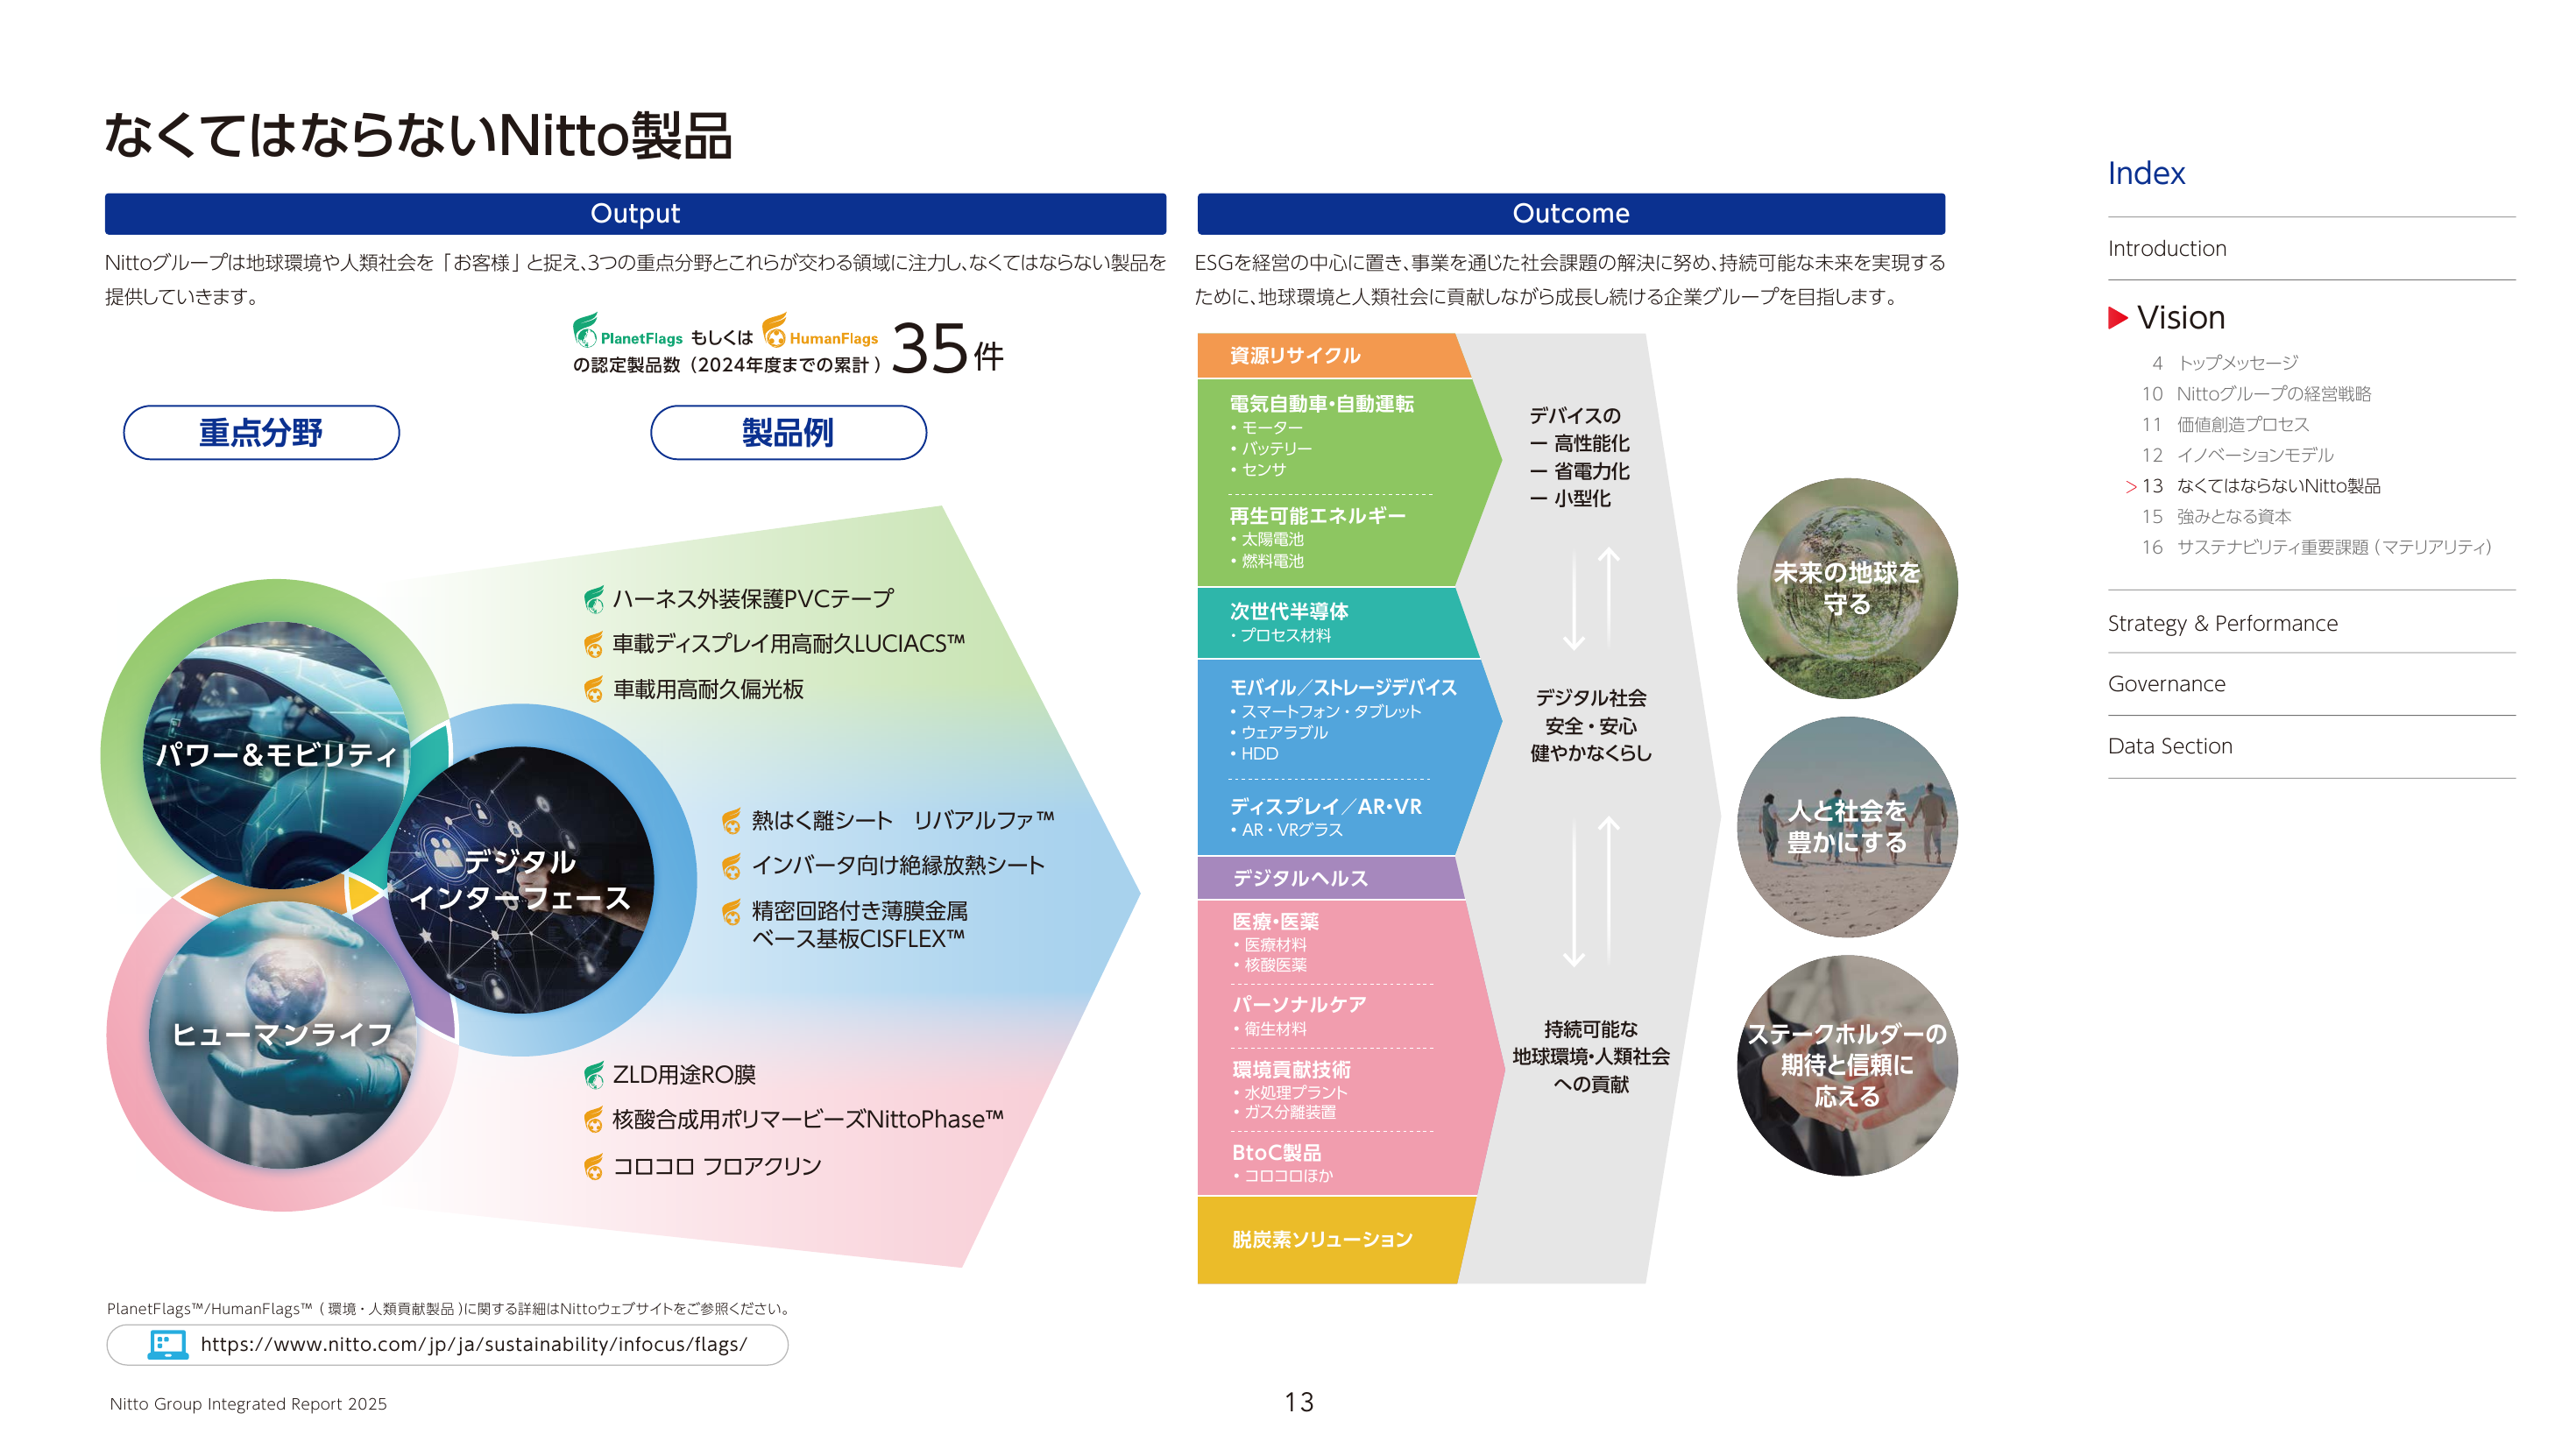 なくてはならないNitto製品
Output
Nittoグループは地球環境や人類社会を「お客様」と捉え、3つの重点分野とこれらが交わる領域に注力し、なくてはならない製品を
提供していきます。
PlanetFlags もしくは HumanFlags
の認定製品数（2024年度までの累計）35件
重点分野
製品例
パワー＆モビリティ
デジタル
インターフェース
ヒューマンライフ
ハーネス外装保護PVCテープ
車載ディスプレイ用高耐久LUCIACS™
車載用高耐久偏光板
熱はく離シート　リバアルファ™
インバータ向け絶縁放熱シート
精密回路付き薄膜金属
ベース基板CISFLEX™
ZLD用途RO膜
核酸合成用ポリマービーズNittoPhase™
コロコロ フロアクリン
PlanetFlags™/HumanFlags™（環境・人類貢献製品）に関する詳細はNittoウェブサイトをご参照ください。
https://www.nitto.com/jp/ja/sustainability/infocus/flags/
Outcome
ESGを経営の中心に置き、事業を通じた社会課題の解決に努め、持続可能な未来を実現する
ために、地球環境と人類社会に貢献しながら成長し続ける企業グループを目指します。
資源リサイクル
電気自動車・自動運転
・モーター
・バッテリー
・センサ
再生可能エネルギー
・太陽電池
・燃料電池
次世代半導体
・プロセス材料
モバイル／ストレージデバイス
・スマートフォン・タブレット
・ウェアラブル
・HDD
ディスプレイ／AR・VR
・AR・VRグラス
デジタルヘルス
医療・医薬
・医療材料
・核酸医薬
パーソナルケア
・衛生材料
環境貢献技術
・水処理プラント
・ガス分離装置
BtoC製品
・コロコロほか
脱炭素ソリューション
デバイスの
ー 高性能化
ー 省電力化
ー 小型化
デジタル社会
安全・安心
健やかなくらし
持続可能な
地球環境・人類社会
への貢献
未来の地球を
守る
人と社会を
豊かにする
ステークホルダーの
期待と信頼に
応える
Index
Introduction
Vision
4 トップメッセージ
10 Nittoグループの経営戦略
11 価値創造プロセス
12 イノベーションモデル
> 13 なくてはならないNitto製品
15 強みとなる資本
16 サステナビリティ重要課題（マテリアリティ）
Strategy & Performance
Governance
Data Section
Nitto Group Integrated Report 2025
13